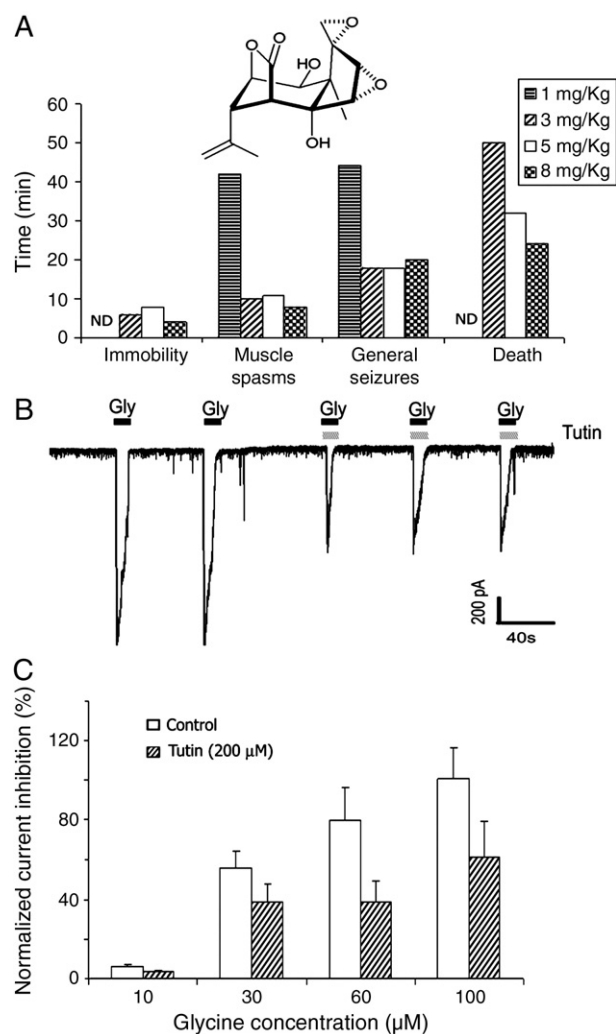 A
O
O
HO
O
O
OH
1 mg/Kg
3 mg/Kg
5 mg/Kg
8 mg/Kg
Time (min)
60
50
40
30
20
10
0
ND
ND
Immobility
Muscle spasms
General seizures
Death
B
Gly Gly Gly Gly Gly
Tutin
200 pA
40s
C
Normalized current inhibition (%)
Control
Tutin (200 µM)
120
80
40
0
10 30 60 100
Glycine concentration (µM)